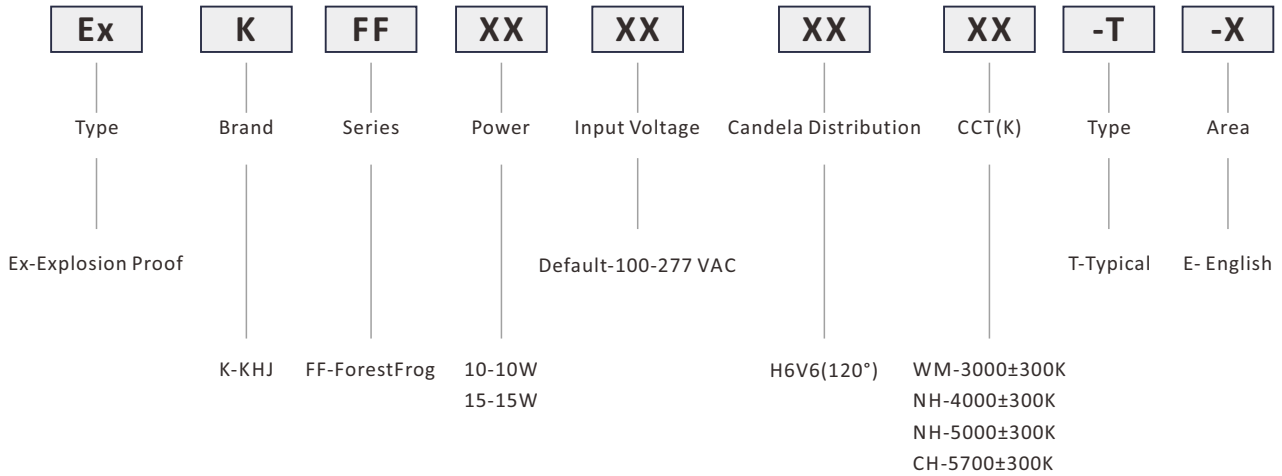 Ex K FF XX XX XX XX -T -X
Type Brand Series Power Input Voltage Candela Distribution CCT(K) Type Area
Ex-Explosion Proof Default-100-277 VAC T-Typical E- English
K-KHJ FF-ForestFrog 10-10W H6V6(120°) WM-3000±300K
15-15W NH-4000±300K
NH-5000±300K
CH-5700±300K